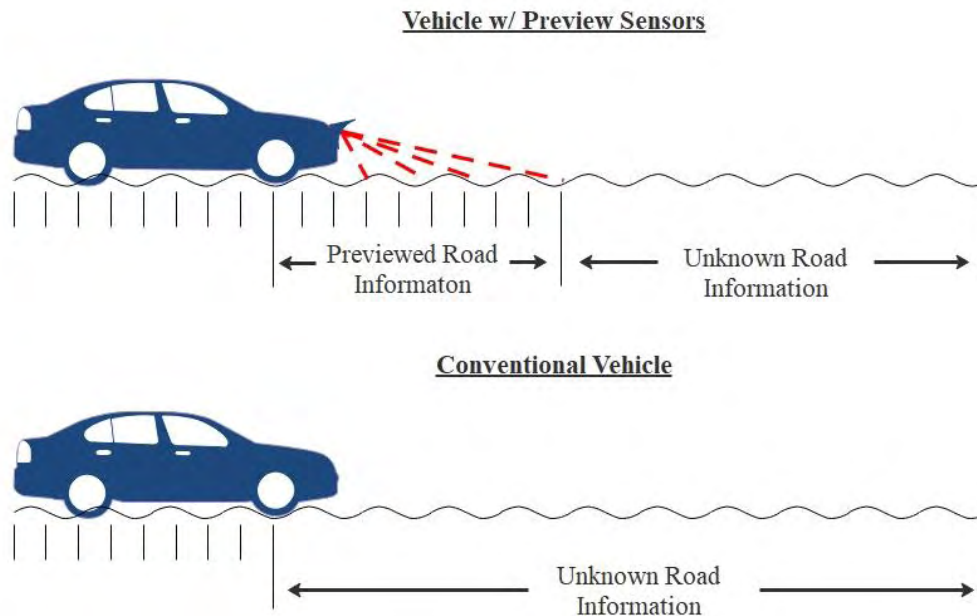 Vehicle w/ Preview Sensors
Previewed Road
Informaton
Unknown Road
Information
Conventional Vehicle
Unknown Road
Information